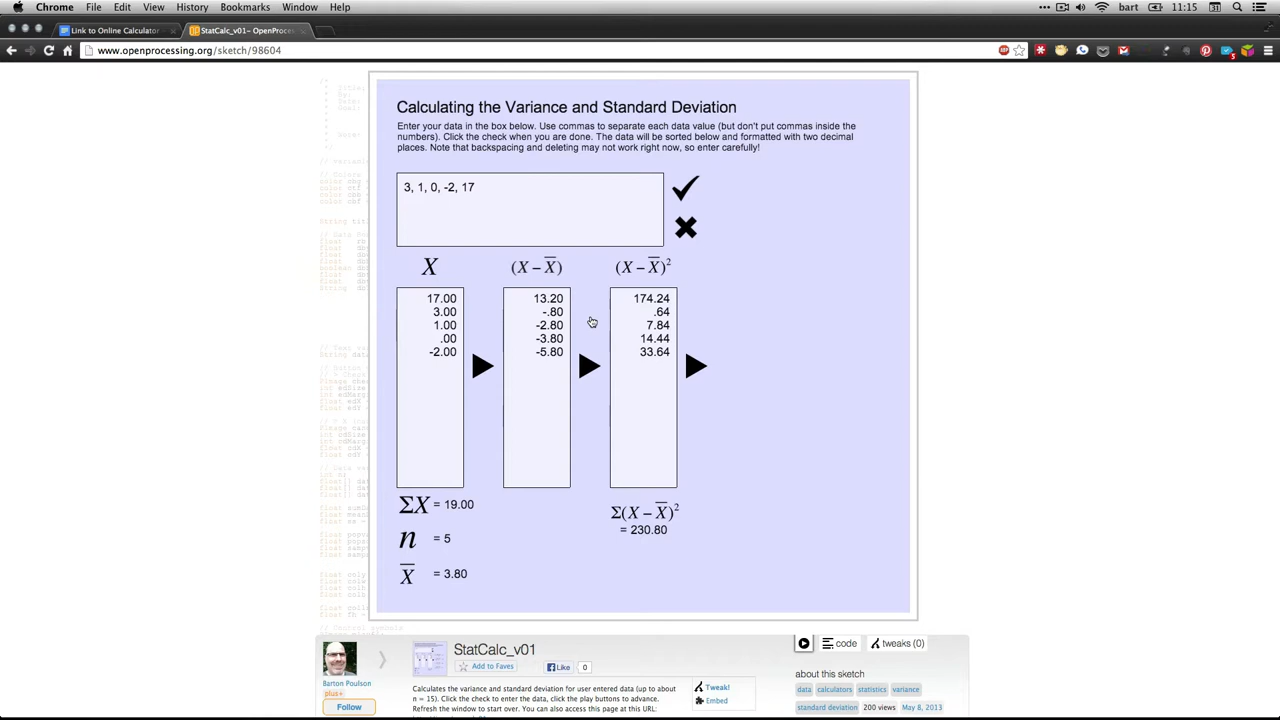 Chrome File Edit View History Bookmarks Window Help bart 11:15
Link to Online Calculator StatCalc_v01- OpenProces
www.openprocessing.org/sketch/98604
Calculating the Variance and Standard Deviation
Enter your data in the box below. Use commas to separate each data value (but don't put commas inside the
numbers). Click the check when you are done. The data will be sorted below and formatted with two decimal
places. Note that backspacing and deleting may not work right now, so enter carefully!
3, 1, 0, -2, 17
X (X – X̅) (X – X̅)²
17.00 13.20 174.24
3.00 -.80 .64
1.00 -2.80 7.84
.00 -3.80 14.44
-2.00 -5.80 33.64
ΣX = 19.00
Σ(X – X̅)²
= 230.80
n = 5
X̅ = 3.80
code tweaks (0)
StatCalc_v01
Add to Faves Like 0
about this sketch
Barton Poulson
plus+
Follow
Calculates the variance and standard deviation for user entered data (up to about
n = 15). Click the check to enter the data, click the play buttons to advance.
Refresh the window to start over. You can also access this page at this URL:
Tweak!
Embed
data calculators statistics variance
standard deviation 200 views May 8, 2013